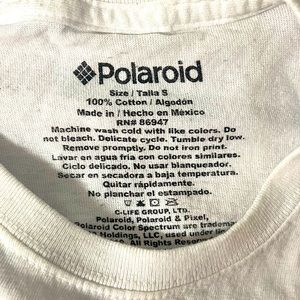 Polaroid
Size / Talla S
100% Cotton / Algodón
Made in / Hecho en México
RN# 86947
Machine wash cold with like colors. Do
not bleach. Delicate cycle. Tumble dry low.
Remove promptly. Do not iron print.
Lavar en agua fria con colores similares.
Ciclo delicado. No usar blanqueador.
Secar en secadora a baja temperatura.
Quitar rápidamente.
No planchar el estampado.
C-LIFE GROUP, LTD.
Polaroid, Polaroid & Pixel,
Polaroid Color Spectrum are
Holdings, LLC, used under
All Rights Reserved.